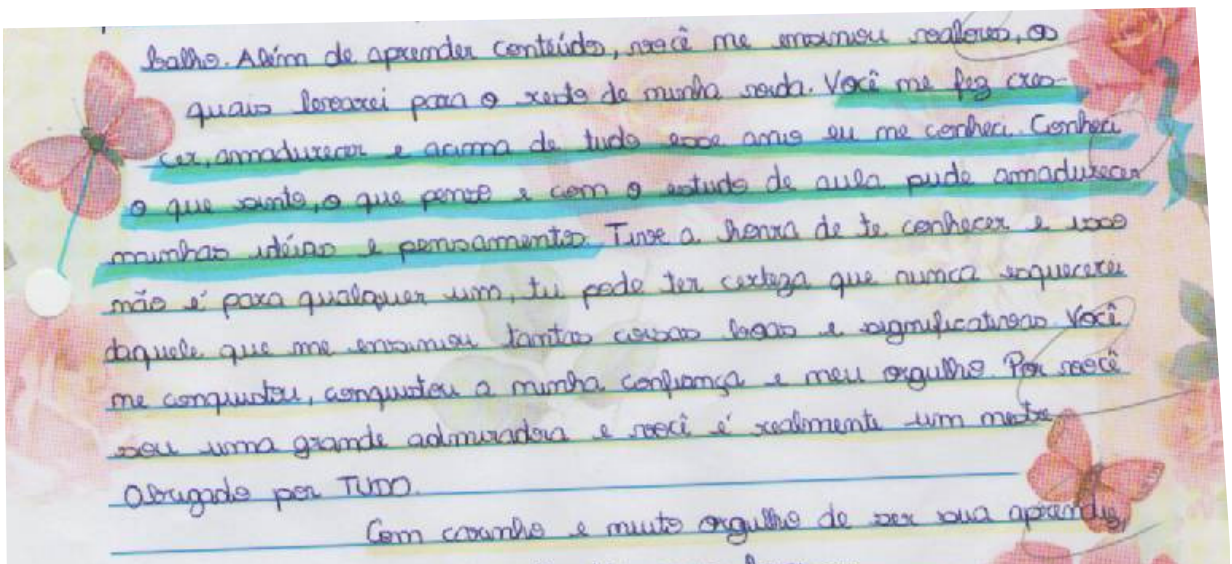 balho. Além de aprender conteúdo, você me ensinou valores, os
quais levarei para o resto de minha vida. Você me fez cres-
cer, amadurecer e acima de tudo esse ano eu me conheci. Conheci
o que sinto, o que penso e com o estudo de aula pude amadurecer
minhas idéias e pensamentos. Tive a honra de te conhecer e isso
não é para qualquer um, tu pode ter certeza que nunca esquecerei
daquele que me ensinou tantas coisas boas e significativas. Você
me conquistou, conquistou a minha confiança e meu orgulho. Por você
sou uma grande admiradora e você é realmente um mestre.
Obrigado por TUDO.
Com carinho e muito orgulho de ser sua aprendiz,